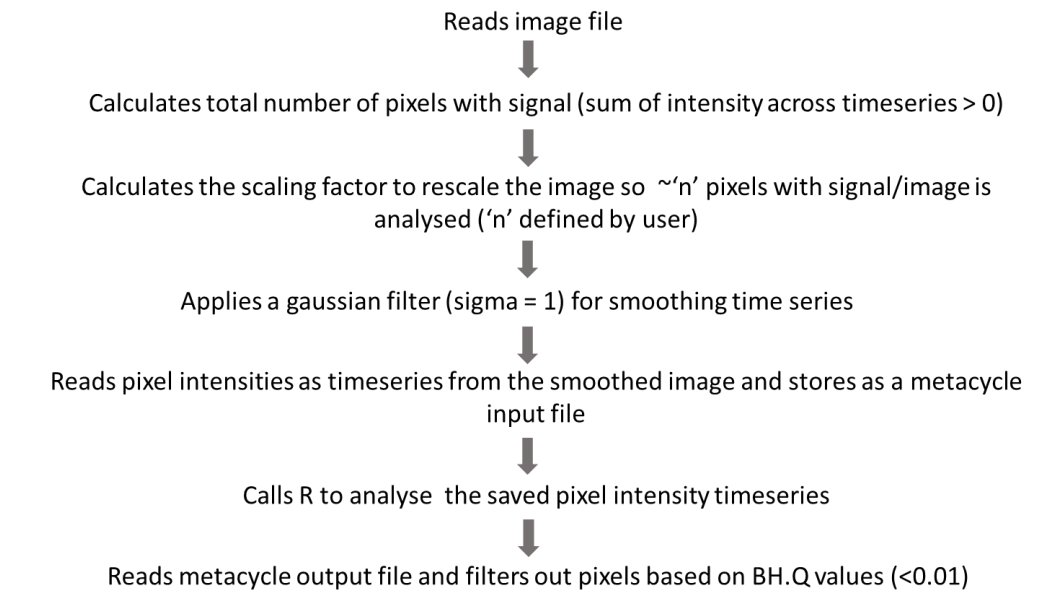 Reads image file
Calculates total number of pixels with signal (sum of intensity across timeseries > 0)
Calculates the scaling factor to rescale the image so ~‘n’ pixels with signal/image is
analysed (‘n’ defined by user)
Applies a gaussian filter (sigma = 1) for smoothing time series
Reads pixel intensities as timeseries from the smoothed image and stores as a metacycle
input file
Calls R to analyse the saved pixel intensity timeseries
Reads metacycle output file and filters out pixels based on BH.Q values (<0.01)